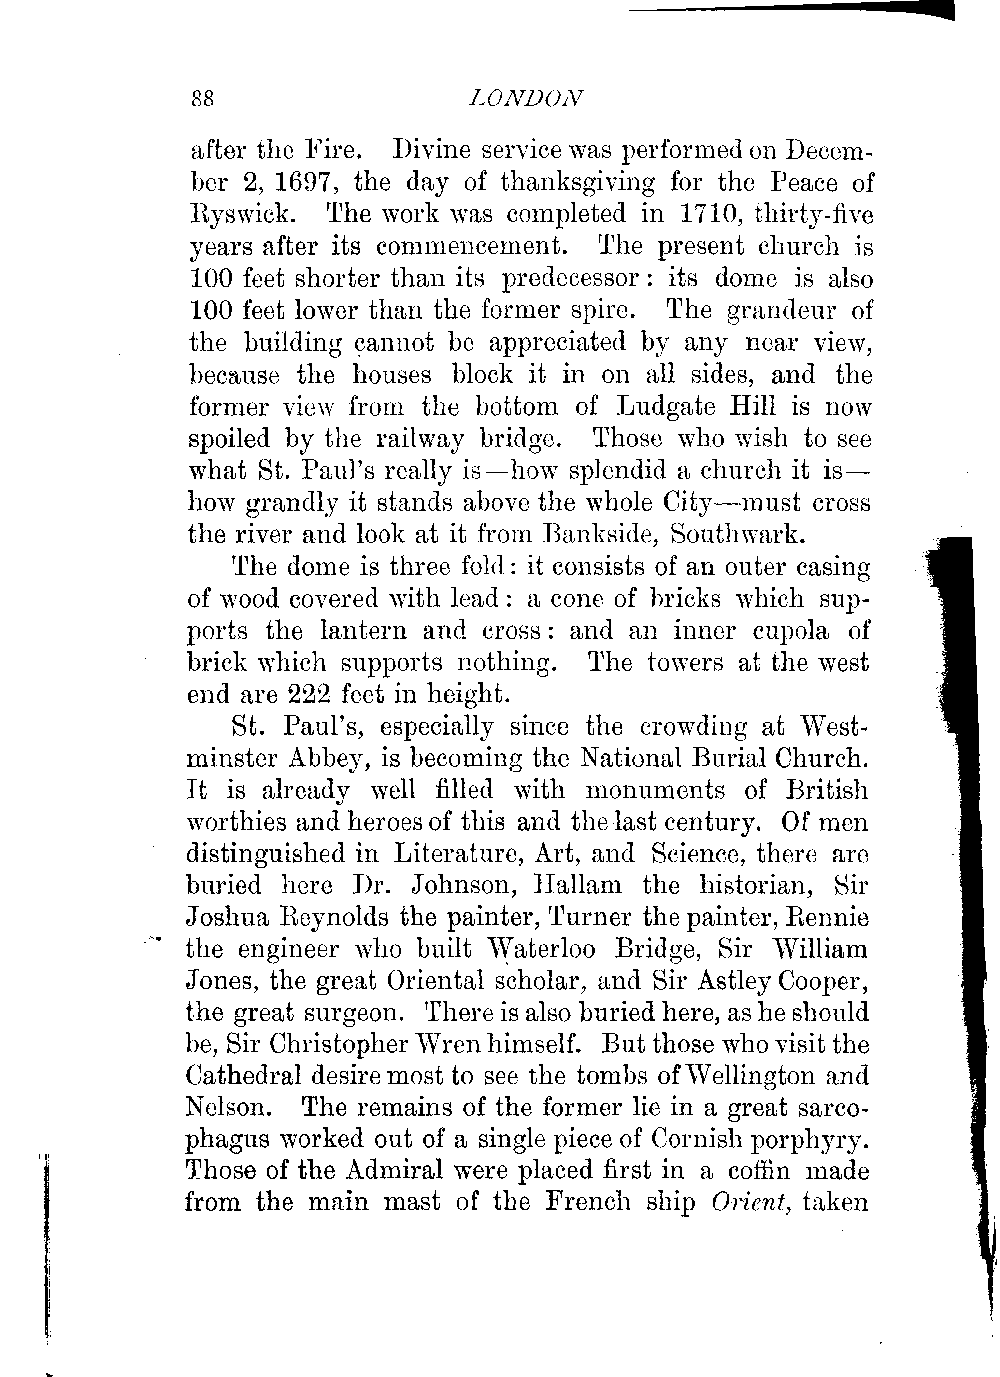 88 LONDON
after the Fire. Divine service was performed on Decem-
ber 2, 1697, the day of thanksgiving for the Peace of
Ryswick. The work was completed in 1710, thirty-five
years after its commencement. The present church is
100 feet shorter than its predecessor: its dome is also
100 feet lower than the former spire. The grandeur of
the building cannot be appreciated by any near view,
because the houses block it in on all sides, and the
former view from the bottom of Ludgate Hill is now
spoiled by the railway bridge. Those who wish to see
what St. Paul's really is—how splendid a church it is—
how grandly it stands above the whole City—must cross
the river and look at it from Bankside, Southwark.
The dome is three fold: it consists of an outer casing
of wood covered with lead: a cone of bricks which sup-
ports the lantern and cross: and an inner cupola of
brick which supports nothing. The towers at the west
end are 222 feet in height.
St. Paul's, especially since the crowding at West-
minster Abbey, is becoming the National Burial Church.
It is already well filled with monuments of British
worthies and heroes of this and the last century. Of men
distinguished in Literature, Art, and Science, there are
buried here Dr. Johnson, Hallam the historian, Sir
Joshua Reynolds the painter, Turner the painter, Rennie
the engineer who built Waterloo Bridge, Sir William
Jones, the great Oriental scholar, and Sir Astley Cooper,
the great surgeon. There is also buried here, as he should
be, Sir Christopher Wren himself. But those who visit the
Cathedral desire most to see the tombs of Wellington and
Nelson. The remains of the former lie in a great sarco-
phagus worked out of a single piece of Cornish porphyry.
Those of the Admiral were placed first in a coffin made
from the main mast of the French ship Orient, taken